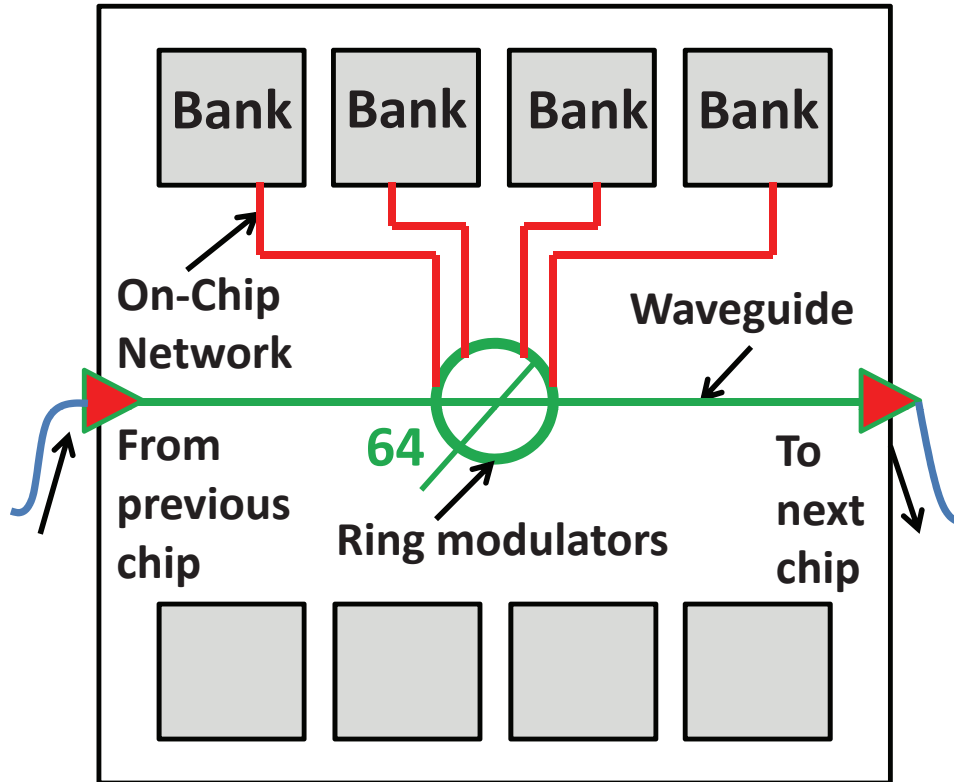 Bank
Bank
Bank
Bank
On-Chip
Network
Waveguide
64
From
previous
chip
Ring modulators
To
next
chip